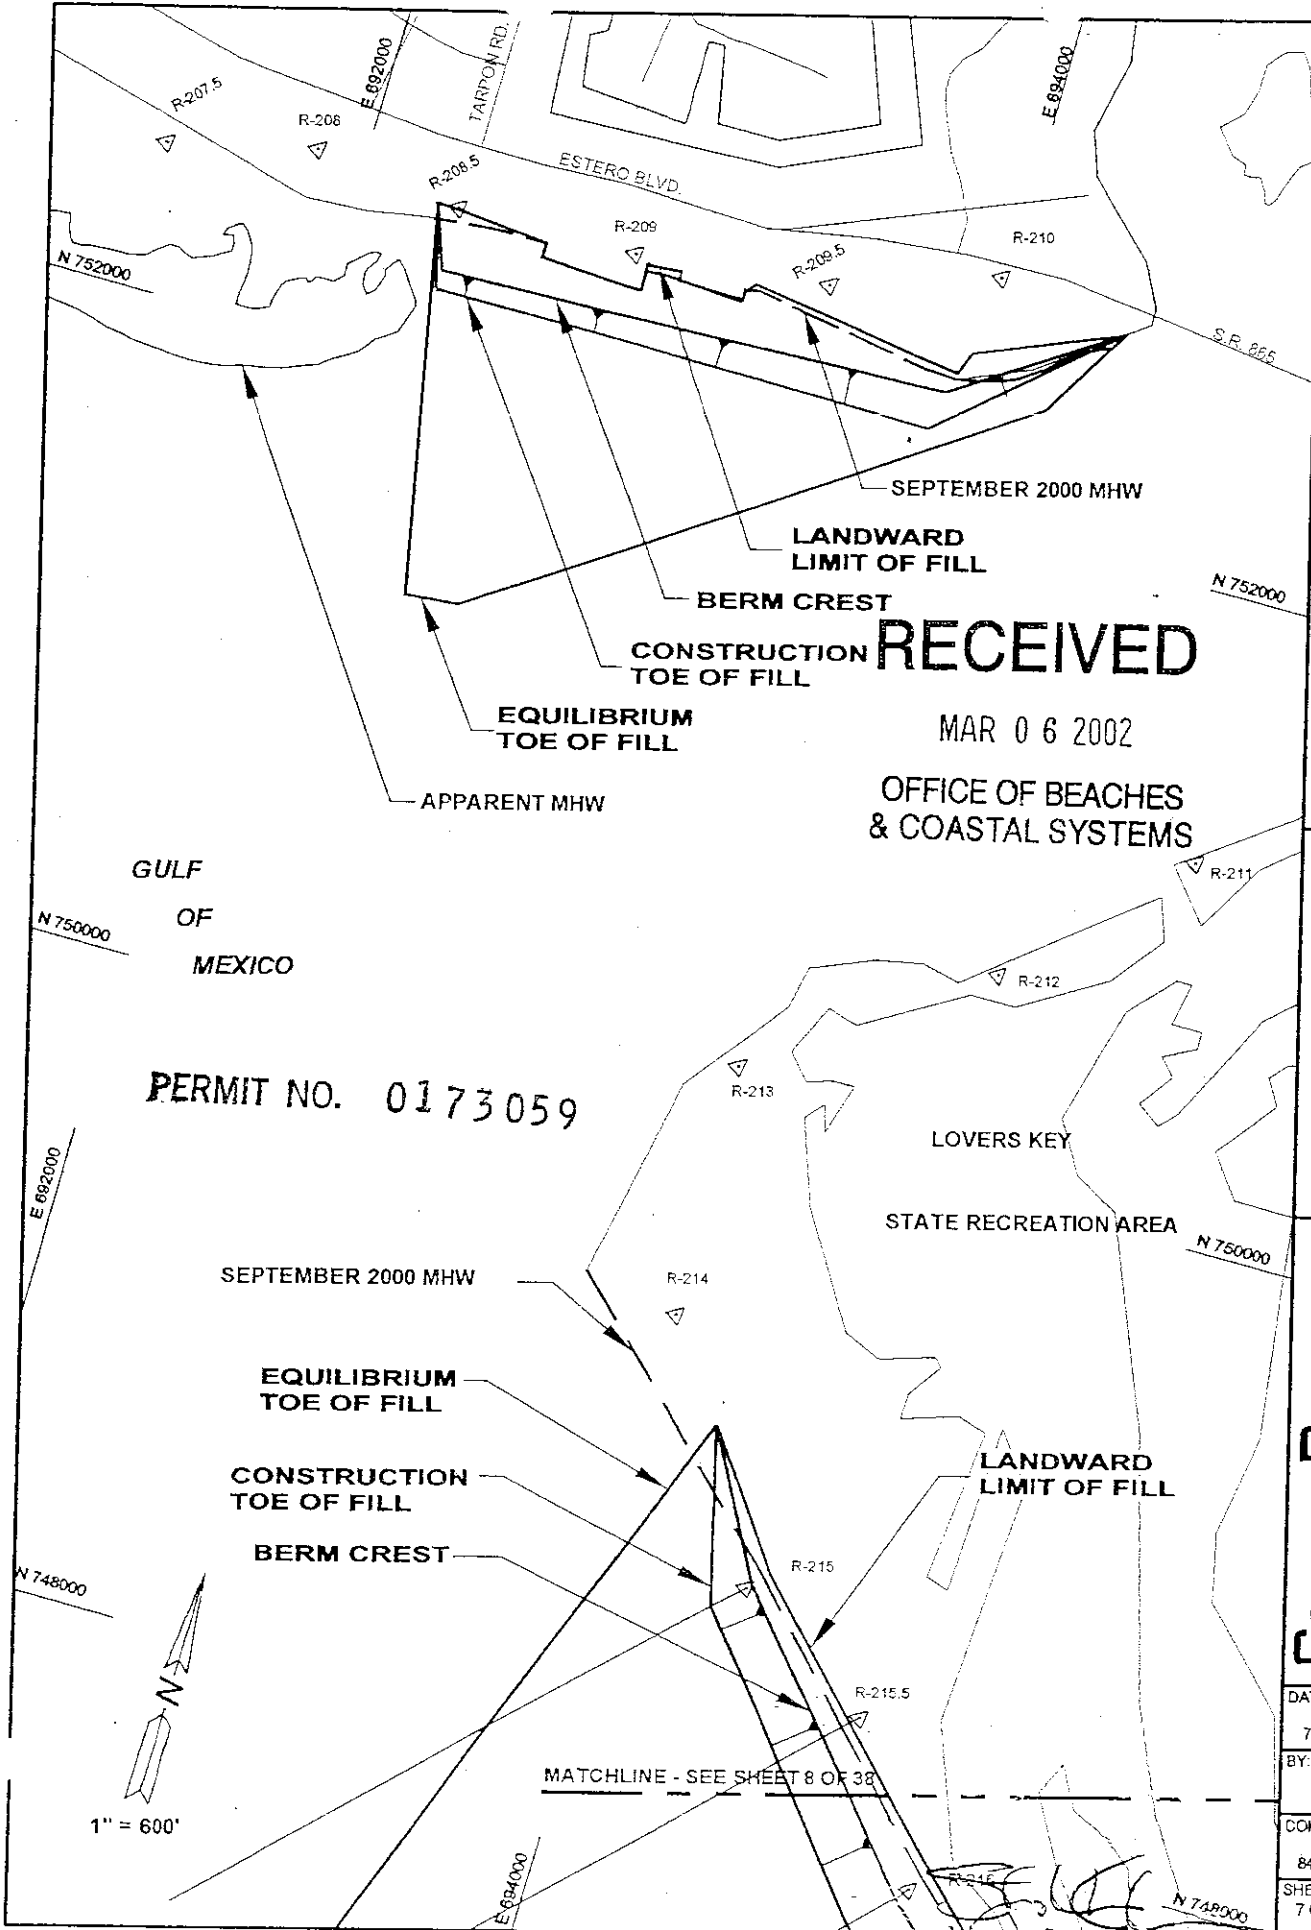 E 692000
TARPON RD.
E 694000
R-207.5
R-208
R-208.5
ESTERO BLVD.
R-209
R-209.5
R-210
N 752000
S.R. 865
SEPTEMBER 2000 MHW
LANDWARD
LIMIT OF FILL
BERM CREST
N 752000
CONSTRUCTION
TOE OF FILL
RECEIVED
EQUILIBRIUM
TOE OF FILL
MAR 06 2002
APPARENT MHW
OFFICE OF BEACHES
& COASTAL SYSTEMS
GULF
OF
MEXICO
N 750000
R-211
R-212
R-213
PERMIT NO. 0173059
LOVERS KEY
STATE RECREATION AREA
E 692000
N 750000
SEPTEMBER 2000 MHW
R-214
EQUILIBRIUM
TOE OF FILL
CONSTRUCTION
TOE OF FILL
LANDWARD
LIMIT OF FILL
BERM CREST
R-215
N 748000
N
R-215.5
MATCHLINE - SEE SHEET 8 OF 38
1" = 600'
E 694000
R-216
N 748000
BY:
7
84
7